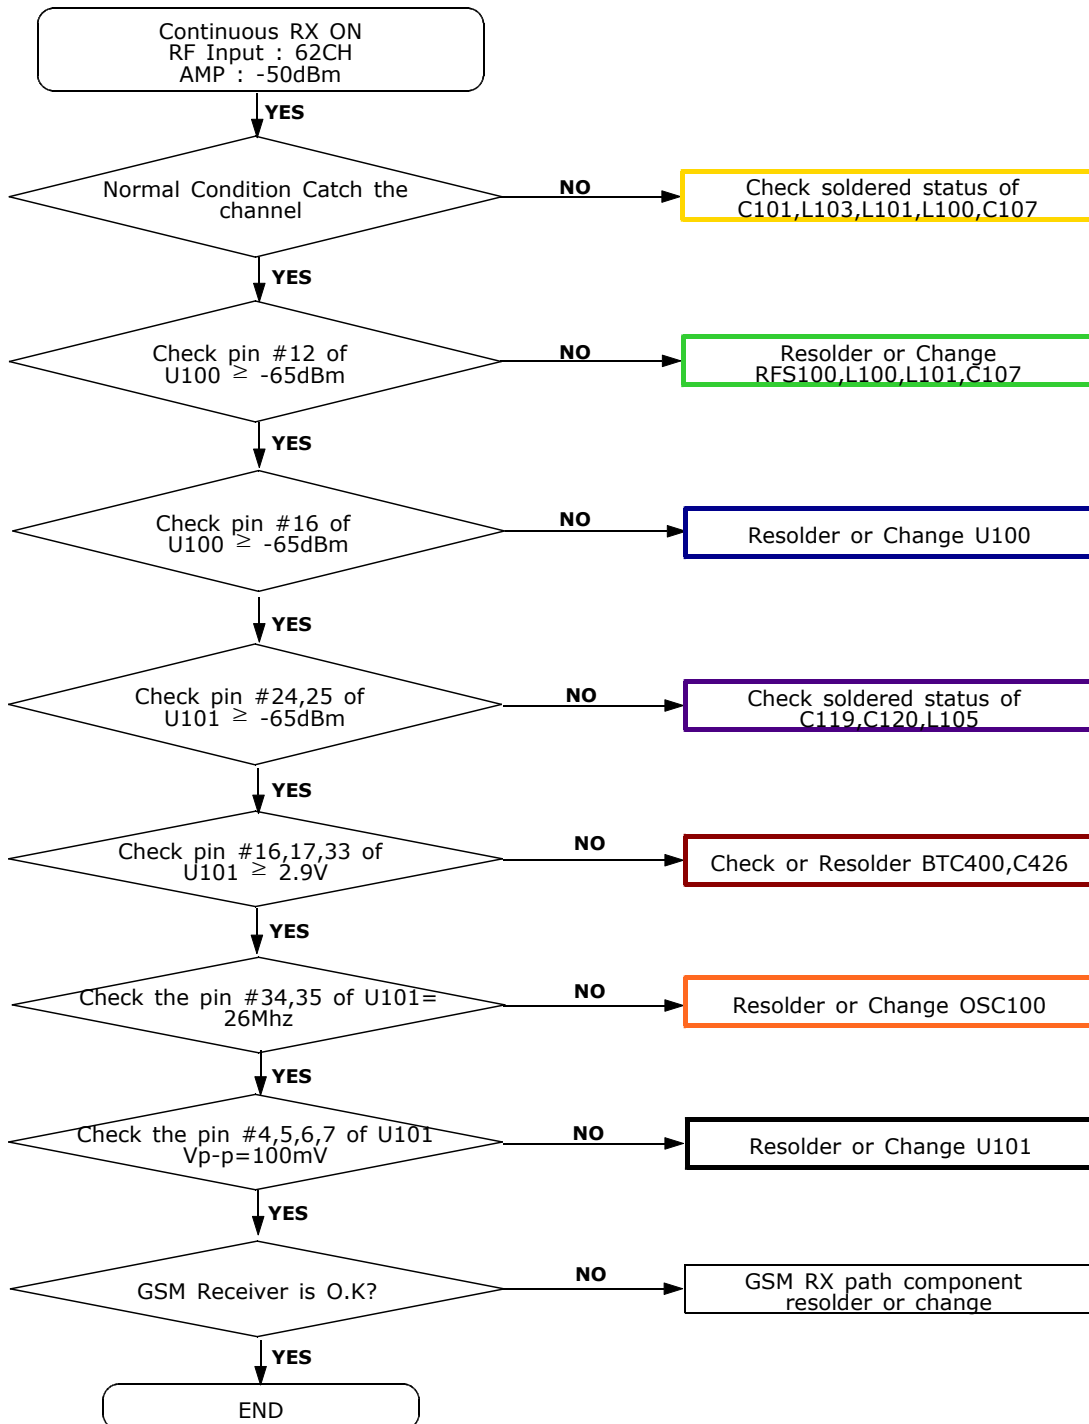 Continuous RX ON
RF Input : 62CH
AMP : -50dBm
YES
Normal Condition Catch the
channel
NO
Check soldered status of
C101,L103,L101,L100,C107
YES
Check pin #12 of
U100 ≥ -65dBm
NO
Resolder or Change
RFS100,L100,L101,C107
YES
Check pin #16 of
U100 ≥ -65dBm
NO
Resolder or Change U100
YES
Check pin #24,25 of
U101 ≥ -65dBm
NO
Check soldered status of
C119,C120,L105
YES
Check pin #16,17,33 of
U101 ≥ 2.9V
NO
Check or Resolder BTC400,C426
YES
Check the pin #34,35 of U101=
26Mhz
NO
Resolder or Change OSC100
YES
Check the pin #4,5,6,7 of U101
Vp-p=100mV
NO
Resolder or Change U101
YES
GSM Receiver is O.K?
NO
GSM RX path component
resolder or change
YES
END